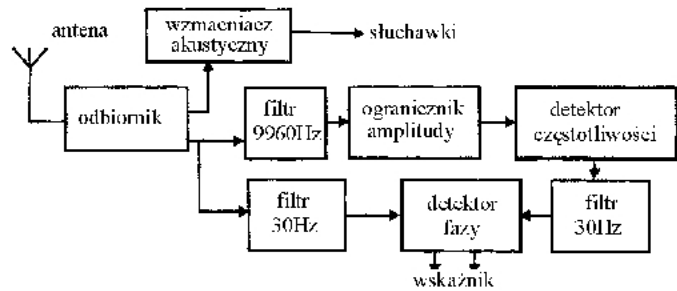 antena
wzmacniacz
akustyczny
słuchawki
odbiornik
filtr
9960Hz
ogranicznik
amplitudy
detektor
częstotliwości
filtr
30Hz
detektor
fazy
filtr
30Hz
wskaźnik